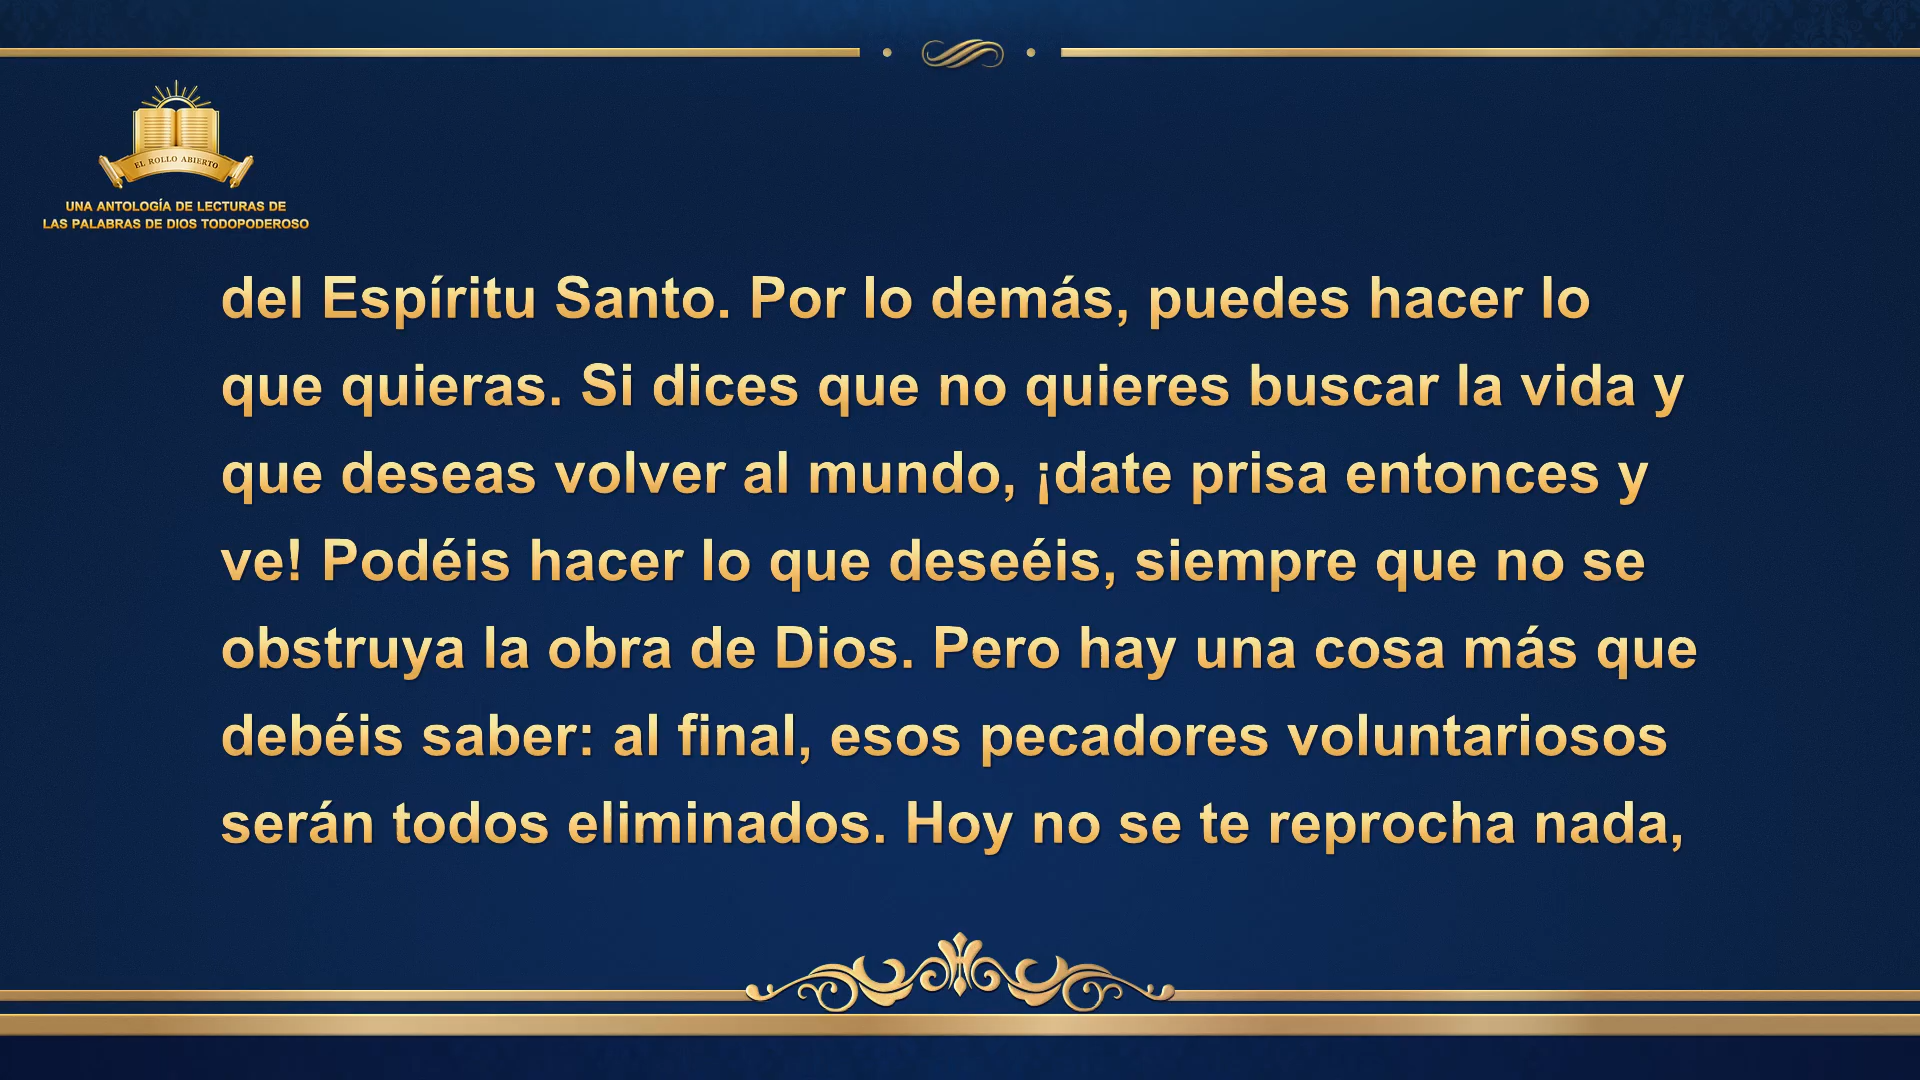 EL ROLLO ABIERTO
UNA ANTOLOGÍA DE LECTURAS DE
LAS PALABRAS DE DIOS TODOPODEROSO
del Espíritu Santo. Por lo demás, puedes hacer lo
que quieras. Si dices que no quieres buscar la vida y
que deseas volver al mundo, ¡date prisa entonces y
ve! Podéis hacer lo que deseéis, siempre que no se
obstruya la obra de Dios. Pero hay una cosa más que
debéis saber: al final, esos pecadores voluntariosos
serán todos eliminados. Hoy no se te reprocha nada,